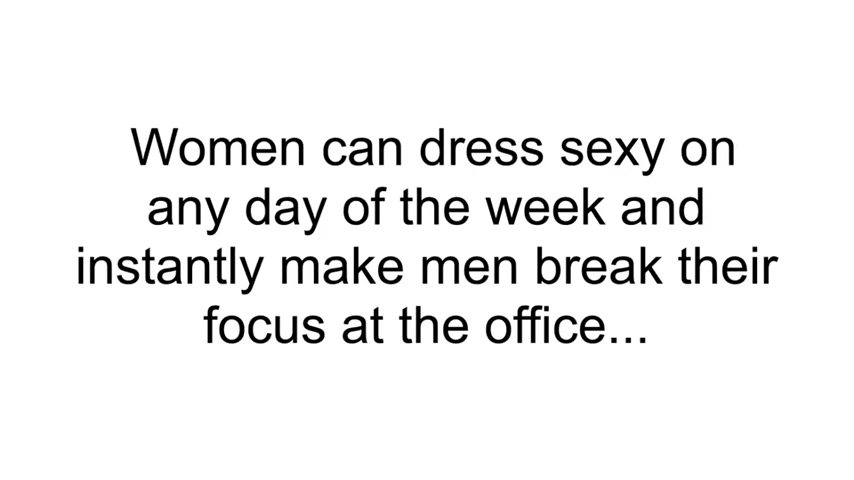 Women can dress sexy on
any day of the week and
instantly make men break their
focus at the office...